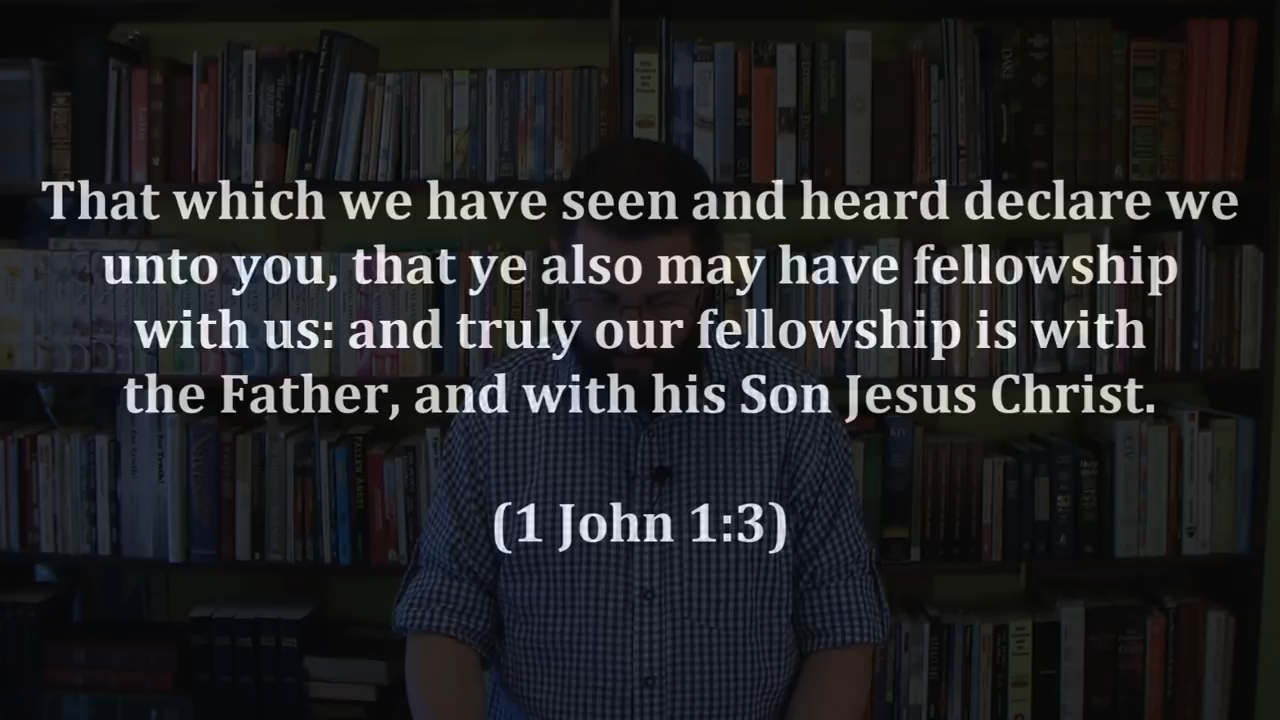 That which we have seen and heard declare we
unto you, that ye also may have fellowship
with us: and truly our fellowship is with
the Father, and with his Son Jesus Christ.
(1 John 1:3)